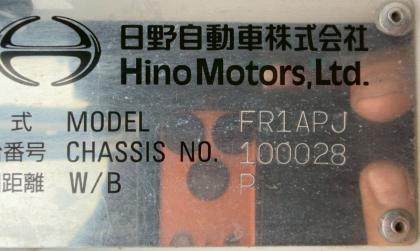 日野自動車株式会社
Hino Motors, Ltd.
式 MODEL FR1APJ
番号 CHASSIS NO. 100028
距離 W/B P